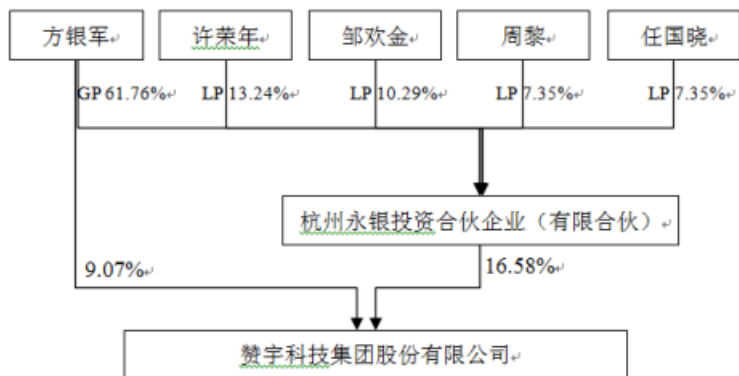 方银军
许荣年
邹欢金
周黎
任国晓
GP 61.76%
LP 13.24%
LP 10.29%
LP 7.35%
LP 7.35%
杭州永银投资合伙企业（有限合伙）
9.07%
16.58%
赞宇科技集团股份有限公司